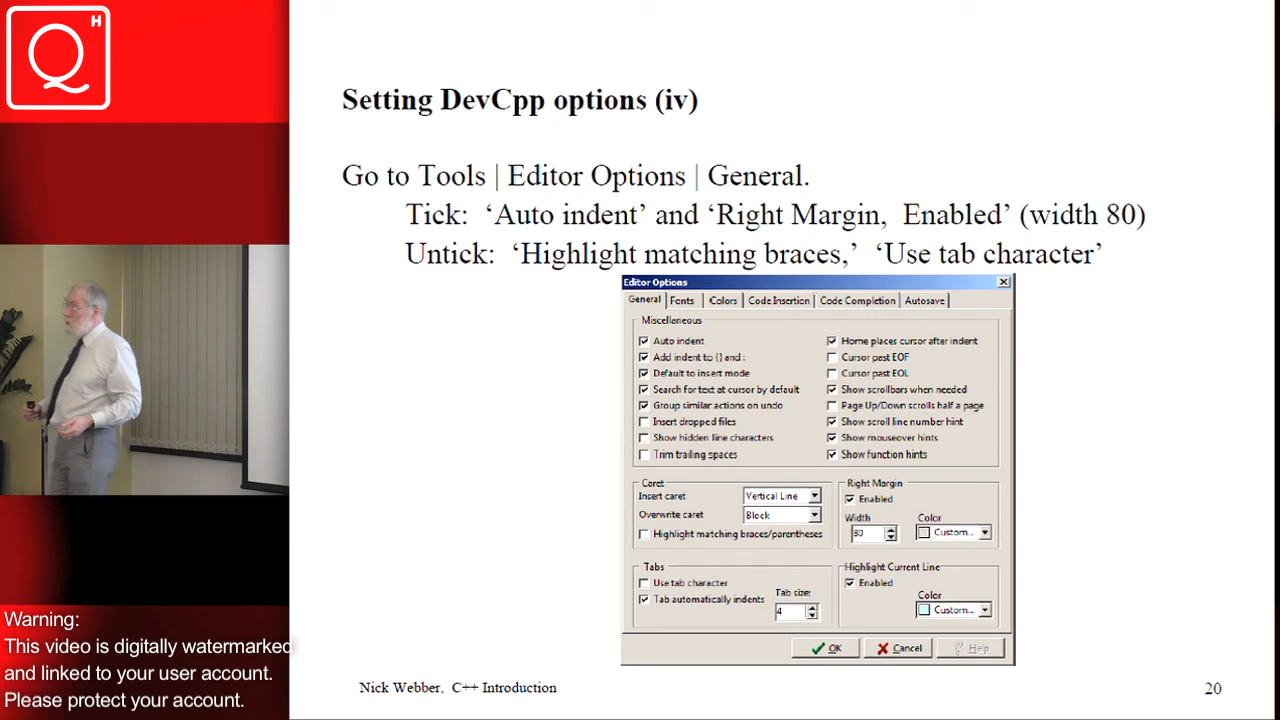 H
Q
Setting DevCpp options (iv)
Go to Tools | Editor Options | General.
Tick: ‘Auto indent’ and ‘Right Margin, Enabled’ (width 80)
Untick: ‘Highlight matching braces,’ ‘Use tab character’
Editor Options
General Fonts Colors Code Insertion Code Completion Autosave
Miscellaneous
Auto indent
Add indent to {} and :
Default to insert mode
Search for text at cursor by default
Group similar actions on undo
Insert dropped files
Show hidden line characters
Trim trailing spaces
Home places cursor after indent
Cursor past EOF
Cursor past EOL
Show scrollbars when needed
Page Up/Down scrolls half a page
Show scroll line number hint
Show mouseover hints
Show function hints
Caret
Insert caret Vertical Line
Overwrite caret Block
Highlight matching braces/parentheses
Right Margin
Enabled
Width Color
80 Custom...
Tabs
Use tab character
Tab automatically indents
Tab size:
4
Highlight Current Line
Enabled
Color
Custom...
OK Cancel Help
Warning:
This video is digitally watermarked
and linked to your user account.
Please protect your account.
Nick Webber, C++ Introduction
20